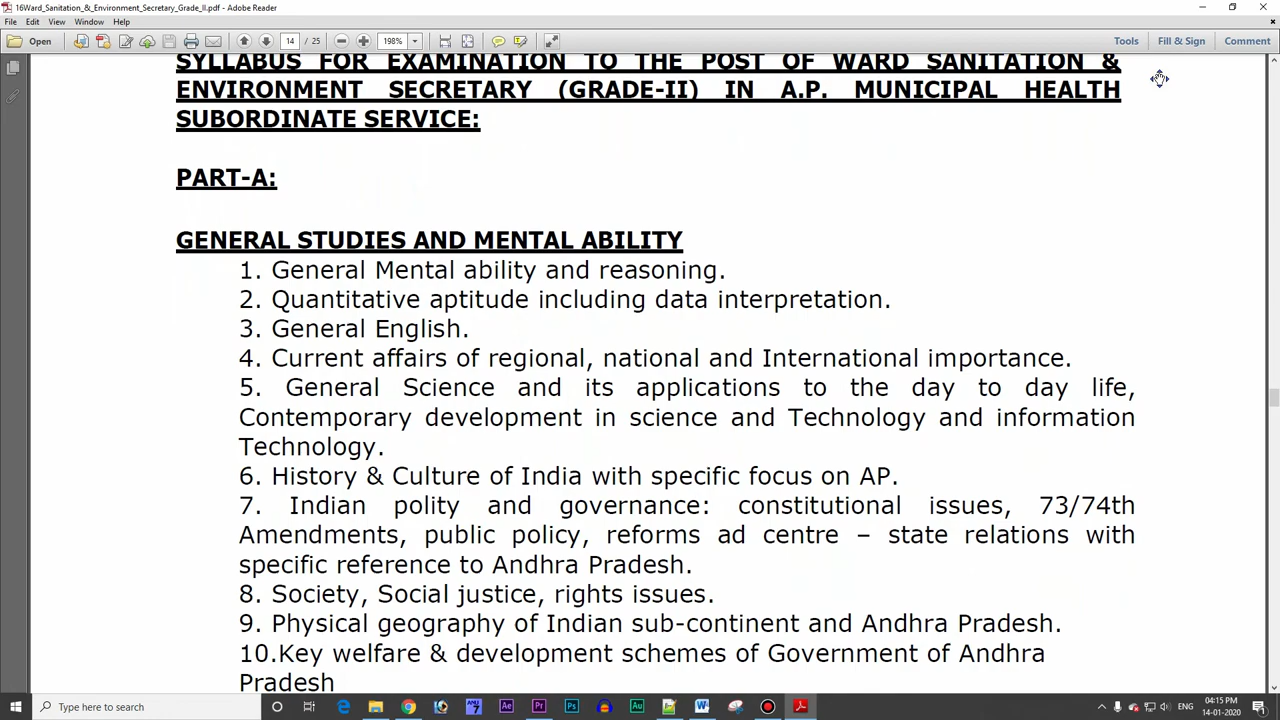 16Ward_Sanitation_&_Environment_Secretary_Grade_II.pdf - Adobe Reader
File Edit View Window Help
Open 14 / 25 198% Tools Fill & Sign Comment
SYLLABUS FOR EXAMINATION TO THE POST OF WARD SANITATION &
ENVIRONMENT SECRETARY (GRADE-II) IN A.P. MUNICIPAL HEALTH
SUBORDINATE SERVICE:
PART-A:
GENERAL STUDIES AND MENTAL ABILITY
1. General Mental ability and reasoning.
2. Quantitative aptitude including data interpretation.
3. General English.
4. Current affairs of regional, national and International importance.
5. General Science and its applications to the day to day life,
Contemporary development in science and Technology and information
Technology.
6. History & Culture of India with specific focus on AP.
7. Indian polity and governance: constitutional issues, 73/74th
Amendments, public policy, reforms ad centre – state relations with
specific reference to Andhra Pradesh.
8. Society, Social justice, rights issues.
9. Physical geography of Indian sub-continent and Andhra Pradesh.
10.Key welfare & development schemes of Government of Andhra
Pradesh
Type here to search
Ae Pr Ps Au W
ENG 04:15 PM
14-01-2020